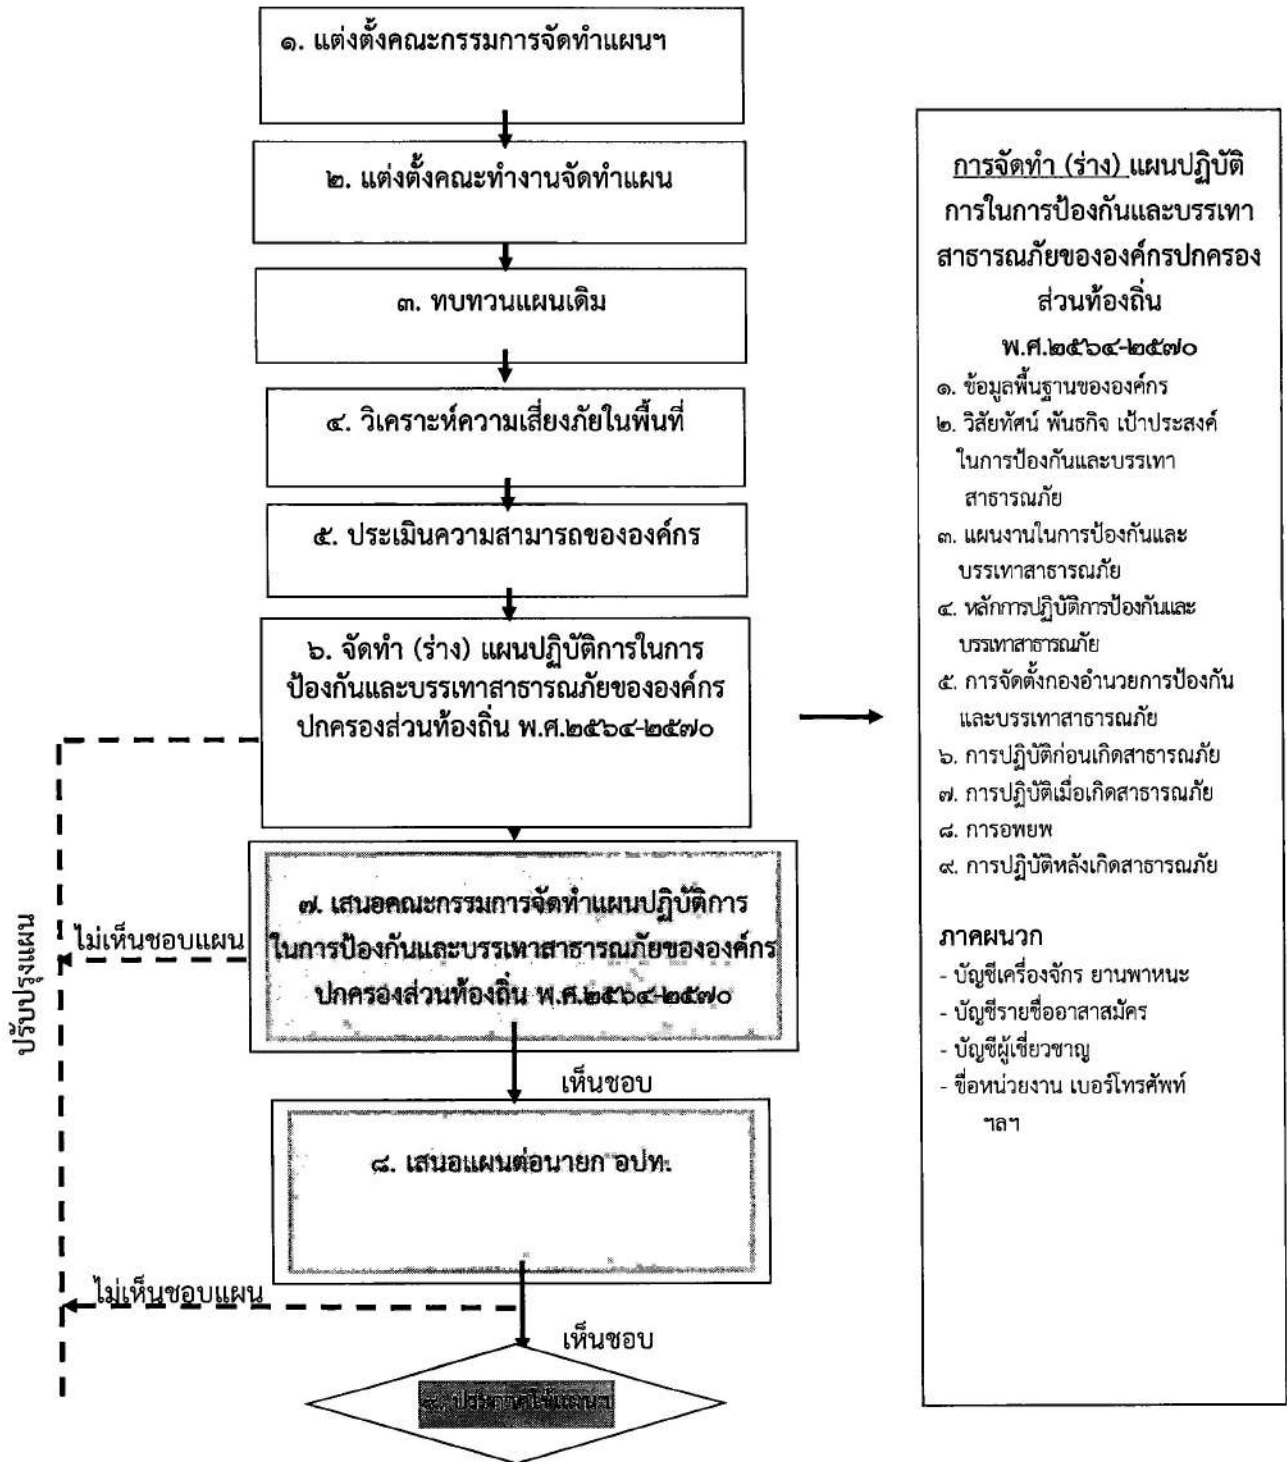 ๑. แต่งตั้งคณะกรรมการจัดทำแผนฯ
๒. แต่งตั้งคณะทำงานจัดทำแผน
๓. ทบทวนแผนเดิม
๔. วิเคราะห์ความเสี่ยงภัยในพื้นที่
๕. ประเมินความสามารถขององค์กร
๖. จัดทำ (ร่าง) แผนปฏิบัติการในการ
ป้องกันและบรรเทาสาธารณภัยขององค์กร
ปกครองส่วนท้องถิ่น พ.ศ.๒๕๖๔-๒๕๗๐
๗. เสนอคณะกรรมการจัดทำแผนปฏิบัติการ
ในการป้องกันและบรรเทาสาธารณภัยขององค์กร
ปกครองส่วนท้องถิ่น พ.ศ.๒๕๖๔-๒๕๗๐
ไม่เห็นชอบแผน
ปรับปรุงแผน
เห็นชอบ
๘. เสนอแผนต่อนายก อปท.
ไม่เห็นชอบแผน
เห็นชอบ
๙. ประกาศใช้แผนฯ
การจัดทำ (ร่าง) แผนปฏิบัติ
การในการป้องกันและบรรเทา
สาธารณภัยขององค์กรปกครอง
ส่วนท้องถิ่น
พ.ศ.๒๕๖๔-๒๕๗๐
๑. ข้อมูลพื้นฐานขององค์กร
๒. วิสัยทัศน์ พันธกิจ เป้าประสงค์
ในการป้องกันและบรรเทา
สาธารณภัย
๓. แผนงานในการป้องกันและ
บรรเทาสาธารณภัย
๔. หลักการปฏิบัติการป้องกันและ
บรรเทาสาธารณภัย
๕. การจัดตั้งกองอำนวยการป้องกัน
และบรรเทาสาธารณภัย
๖. การปฏิบัติก่อนเกิดสาธารณภัย
๗. การปฏิบัติเมื่อเกิดสาธารณภัย
๘. การอพยพ
๙. การปฏิบัติหลังเกิดสาธารณภัย
ภาคผนวก
- บัญชีเครื่องจักร ยานพาหนะ
- บัญชีรายชื่ออาสาสมัคร
- บัญชีผู้เชี่ยวชาญ
- ชื่อหน่วยงาน เบอร์โทรศัพท์
ฯลฯ